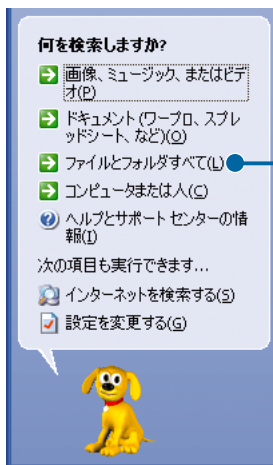 何を検索しますか?
画像、ミュージック、またはビデ
オ(P)
ドキュメント (ワープロ、スプレ
ッドシート、など)(O)
ファイルとフォルダすべて(L)
コンピュータまたは人(C)
ヘルプとサポート センターの情
報(I)
次の項目も実行できます...
インターネットを検索する(S)
設定を変更する(G)